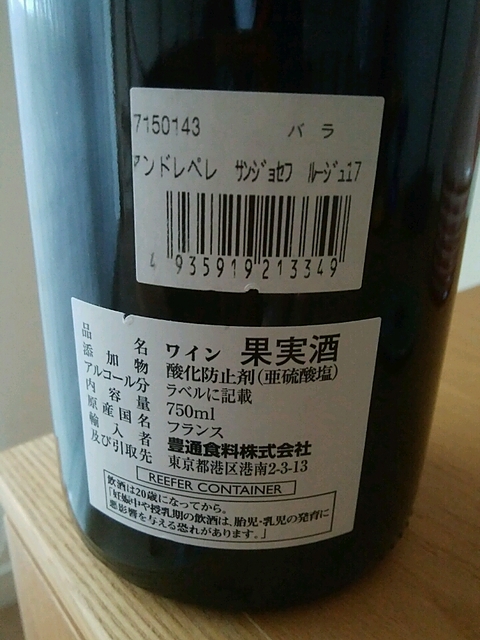 7150143 バラ
アンドレペレ サンジョセフ ルージュ17
4 935919 213349
品名 ワイン 果実酒
添加物 酸化防止剤(亜硫酸塩)
アルコール分 ラベルに記載
内容量 750ml
原産国名 フランス
輸入者 豊通食料株式会社
及び引取先 東京都港区港南2-3-13
REEFER CONTAINER
飲酒は20歳になってから。
「妊娠中や授乳期の飲酒は、胎児・乳児の発育に
悪影響を与える恐れがあります。」